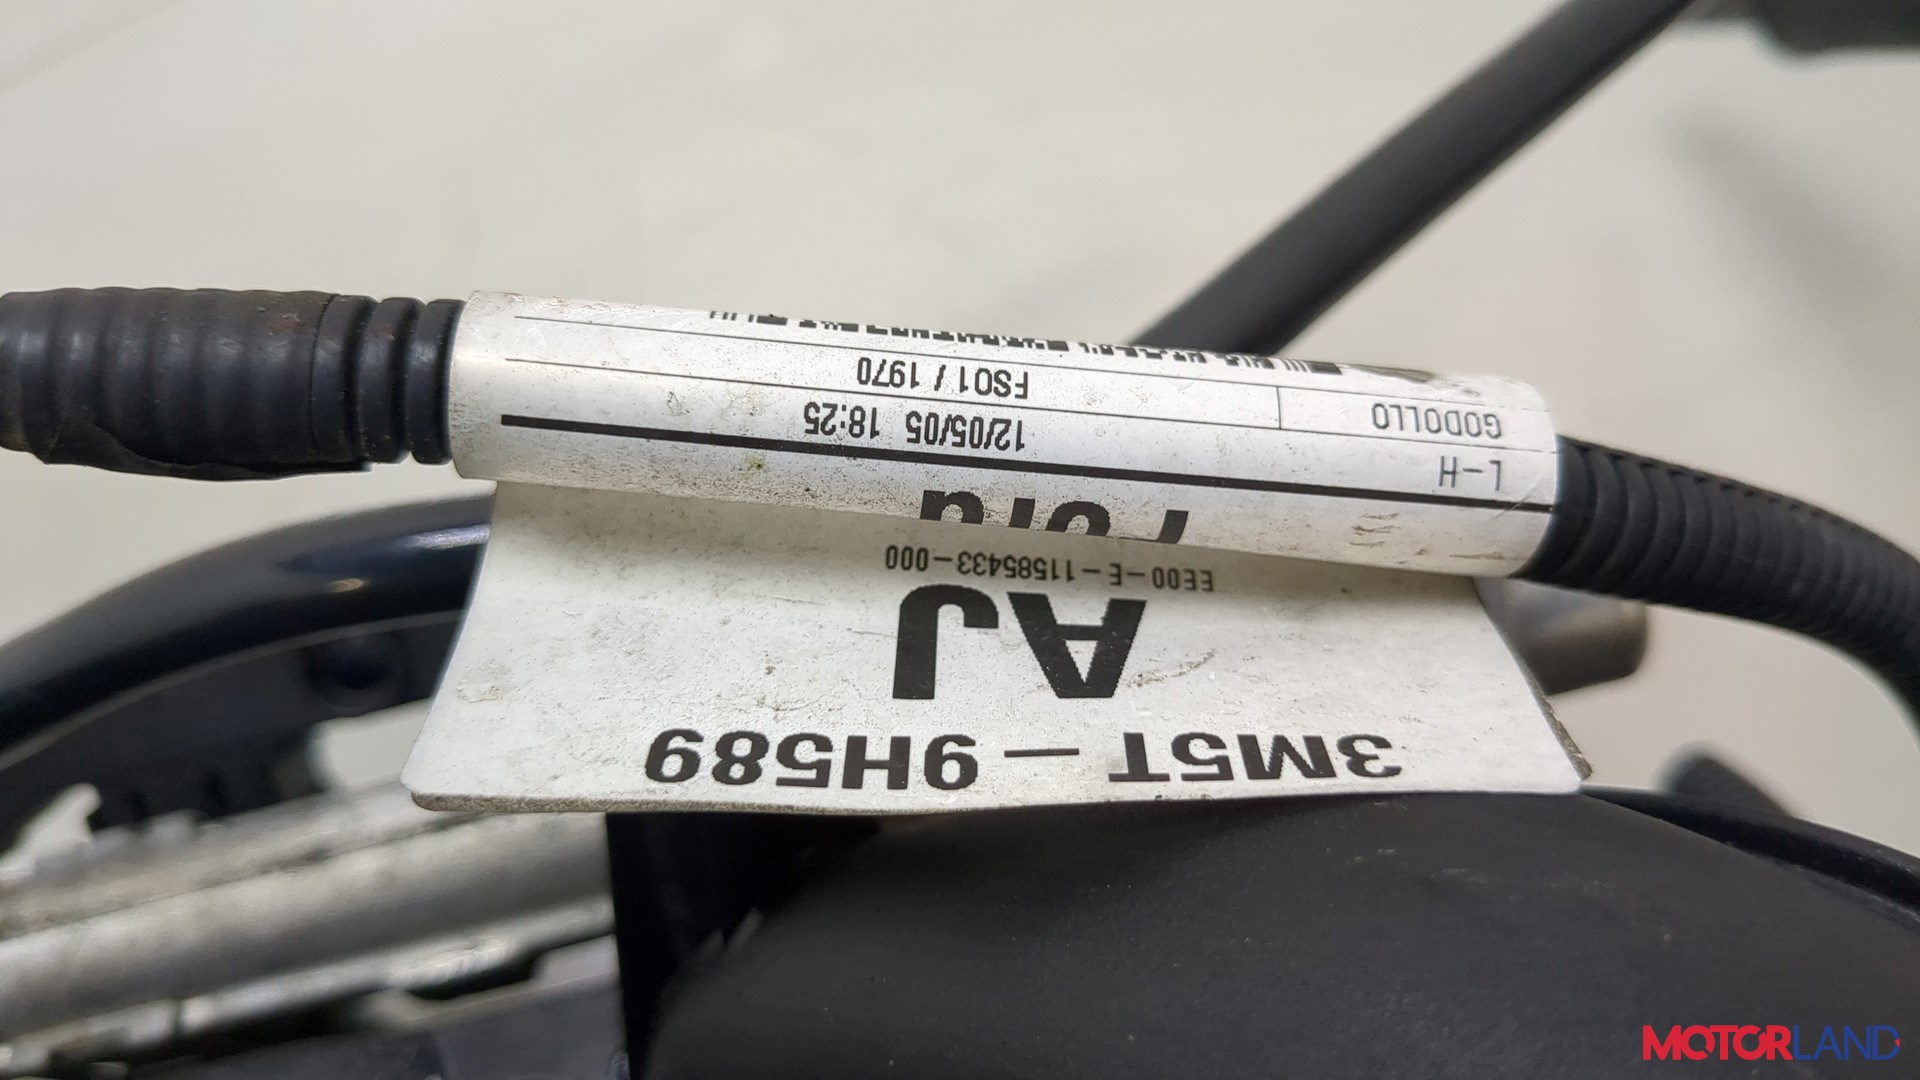 3M5T-9H589
AJ
EE00-E-11585433-000
Ford
L-H
12/05/05 18:25
GODOLLO
FS01 / 1970
MOTORLAND